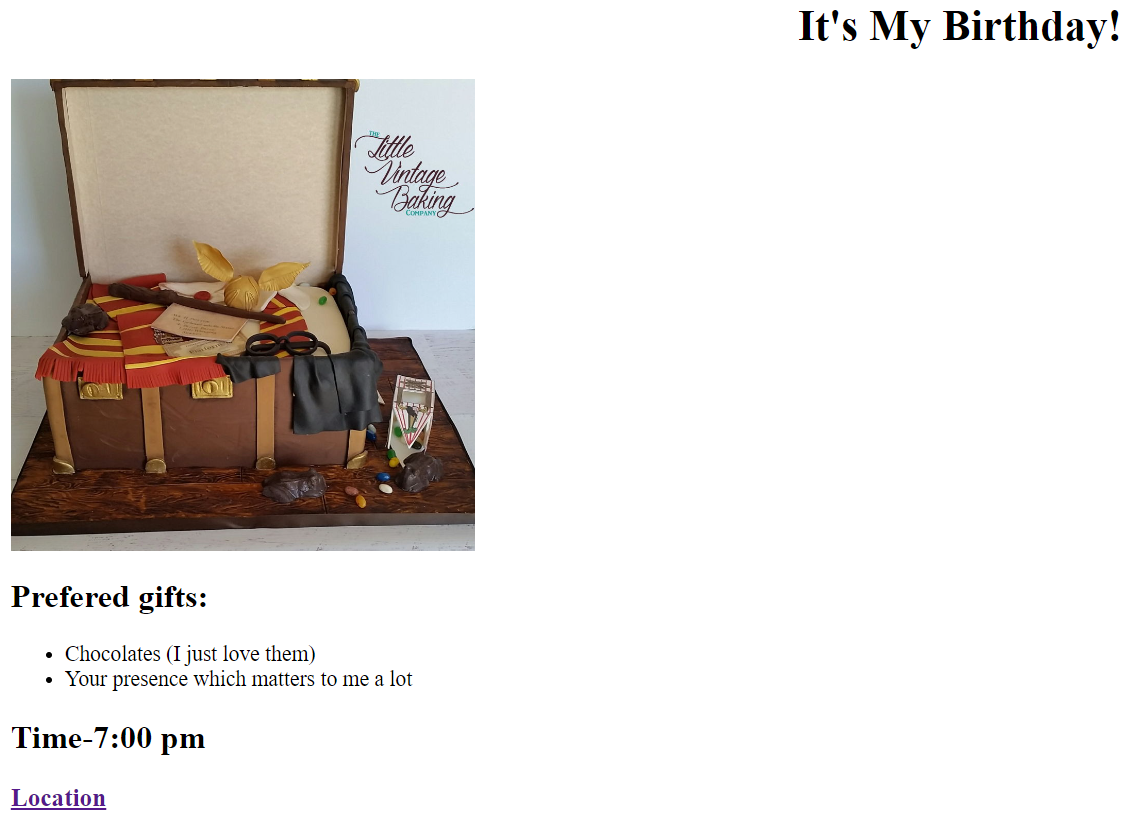 It's My Birthday!
THE
Little
Vintage
Baking
COMPANY
Prefered gifts:
Chocolates (I just love them)
Your presence which matters to me a lot
Time-7:00 pm
Location